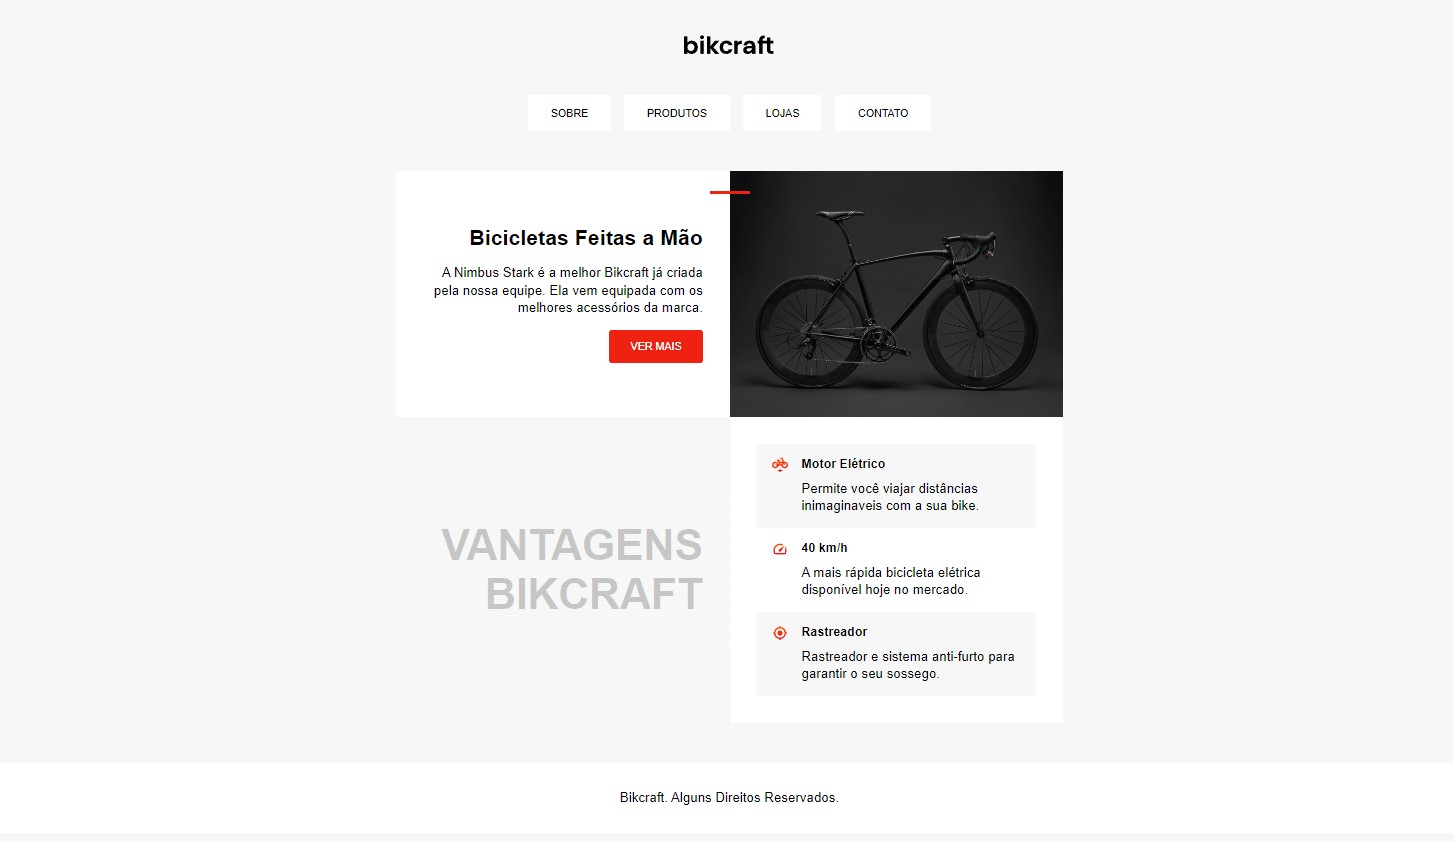 bikcraft
SOBRE PRODUTOS LOJAS CONTATO
Bicicletas Feitas a Mão
A Nimbus Stark é a melhor Bikcraft já criada
pela nossa equipe. Ela vem equipada com os
melhores acessórios da marca.
VER MAIS
VANTAGENS
BIKCRAFT
Motor Elétrico
Permite você viajar distâncias
inimaginaveis com a sua bike.
40 km/h
A mais rápida bicicleta elétrica
disponível hoje no mercado.
Rastreador
Rastreador e sistema anti-furto para
garantir o seu sossego.
Bikcraft. Alguns Direitos Reservados.